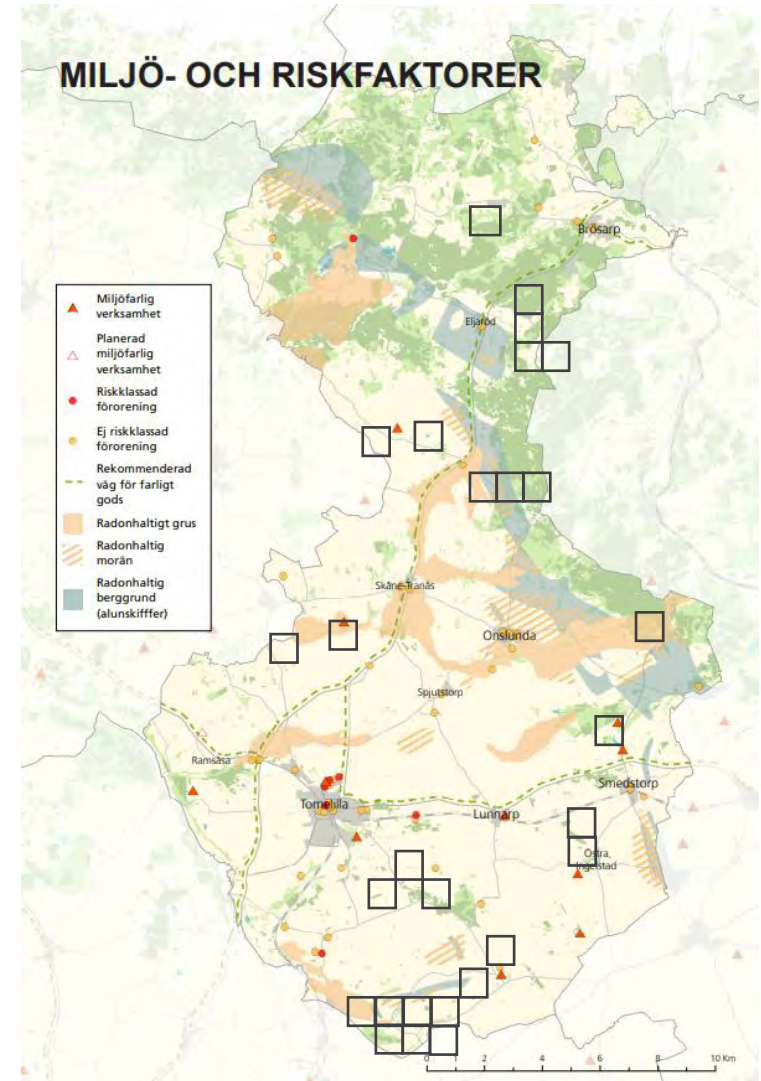 MILJÖ- OCH RISKFAKTORER
Brösarp
Eljaröd
Miljöfarlig
verksamhet
Planerad
miljöfarlig
verksamhet
Riskklassad
förorening
Ej riskklassad
förorening
Rekommenderad
väg för farligt
gods
Radonhaltigt grus
Radonhaltig
morän
Radonhaltig
berggrund
(alunskifffer)
Skåne-Tranås
Onslunda
Spjutstorp
Ramsåsa
Smedstorp
Tomelilla
Lunnarp
Östra
Ingelstad
0 1 2 4 6 8 10 Km